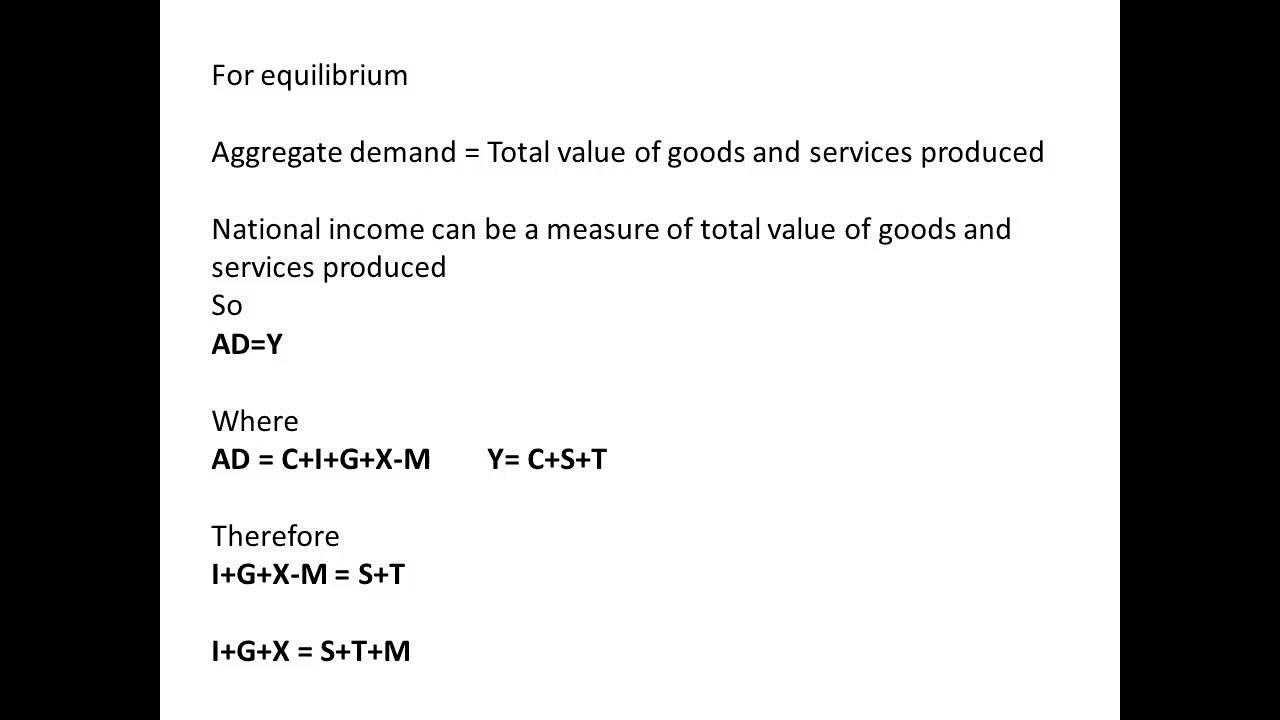 For equilibrium
Aggregate demand = Total value of goods and services produced
National income can be a measure of total value of goods and
services produced
So
AD=Y
Where
AD = C+I+G+X-M Y= C+S+T
Therefore
I+G+X-M = S+T
I+G+X = S+T+M